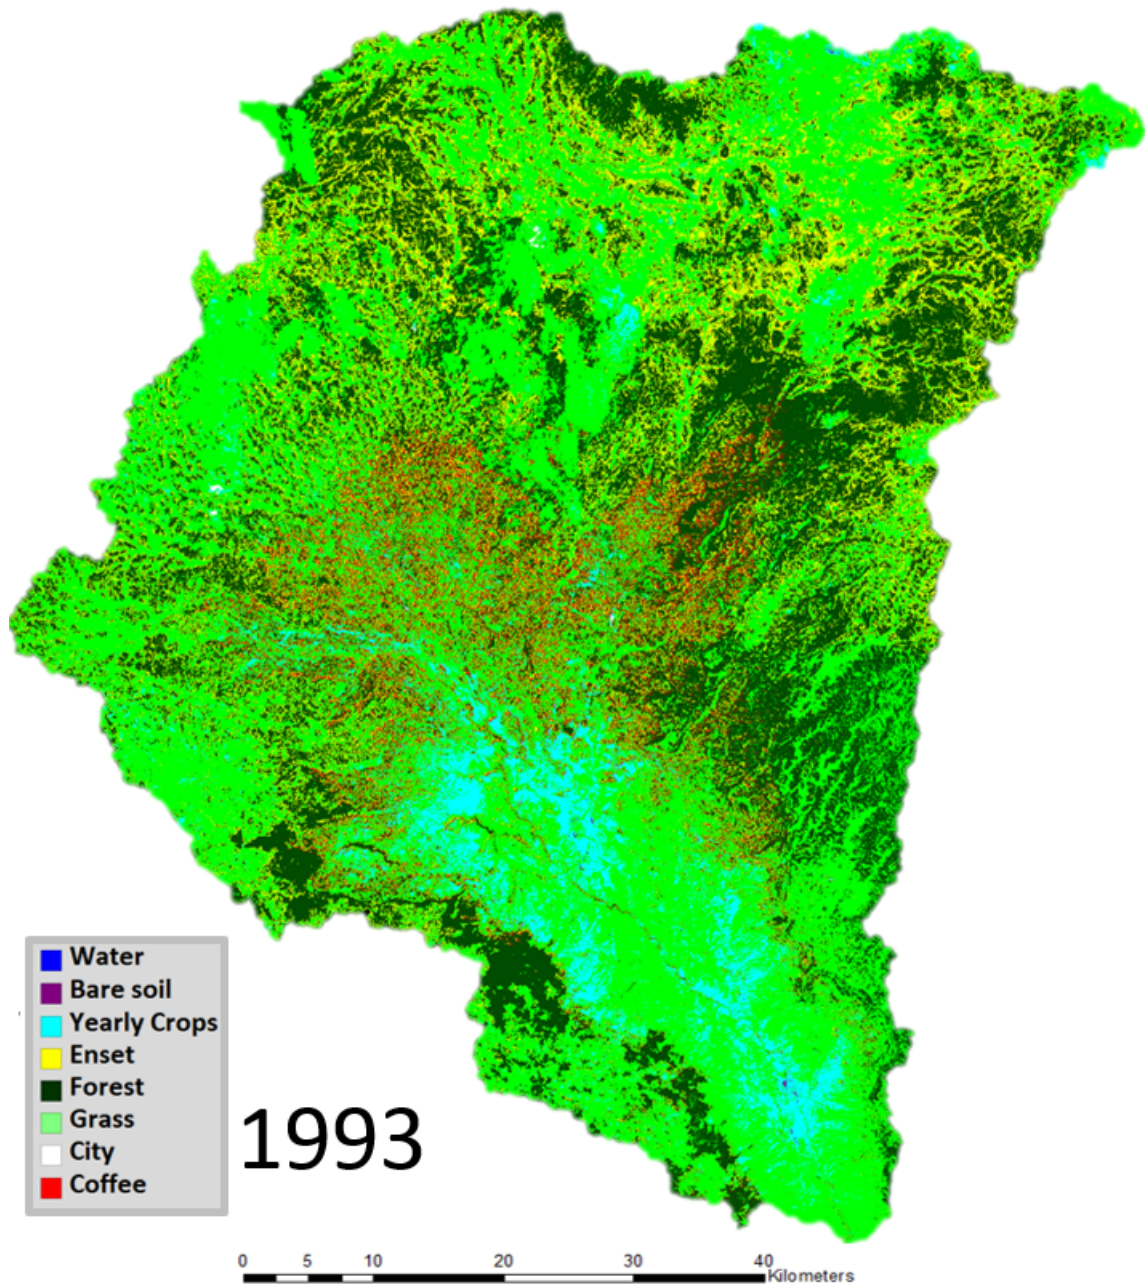 Water
Bare soil
Yearly Crops
Enset
Forest
Grass
City
Coffee
1993
0 5 10 20 30 40
Kilometers